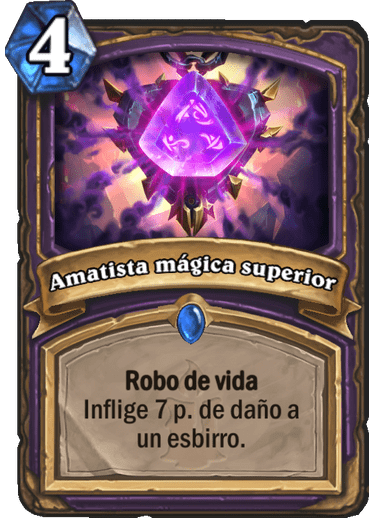 4
Amatista mágica superior
Robo de vida
Inflige 7 p. de daño a
un esbirro.